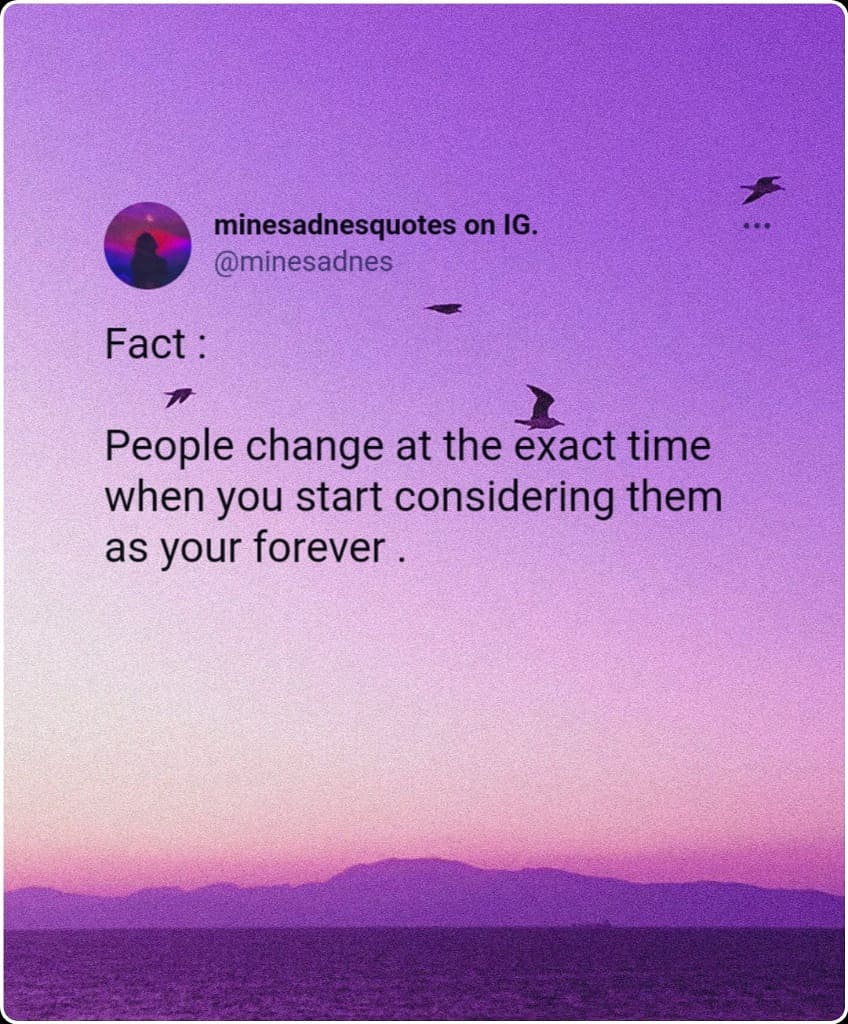 minesadnesquotes on IG.
@minesadnes
Fact :
People change at the exact time
when you start considering them
as your forever .